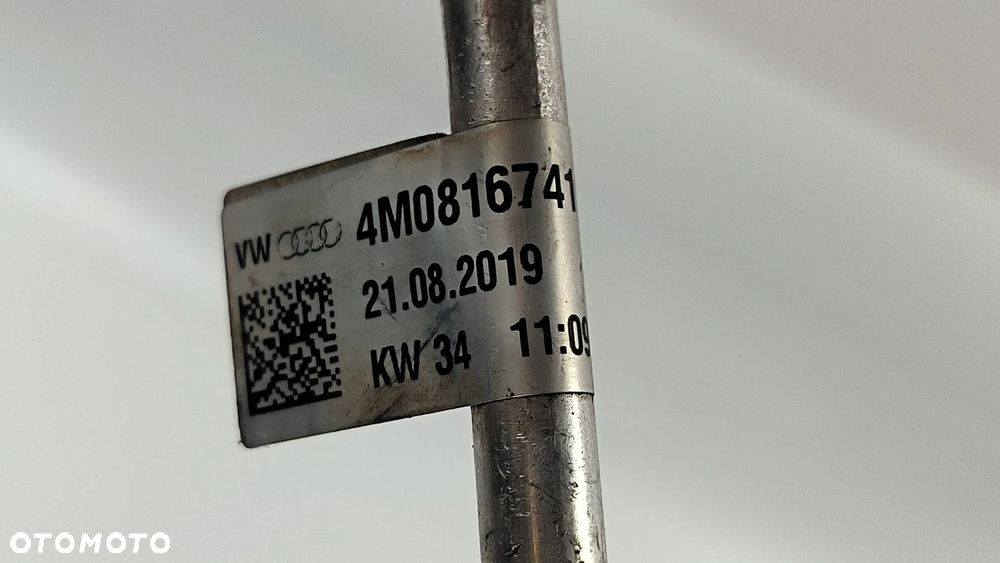 VW 4M0816741
21.08.2019
KW 34 11:09
OTOMOTO